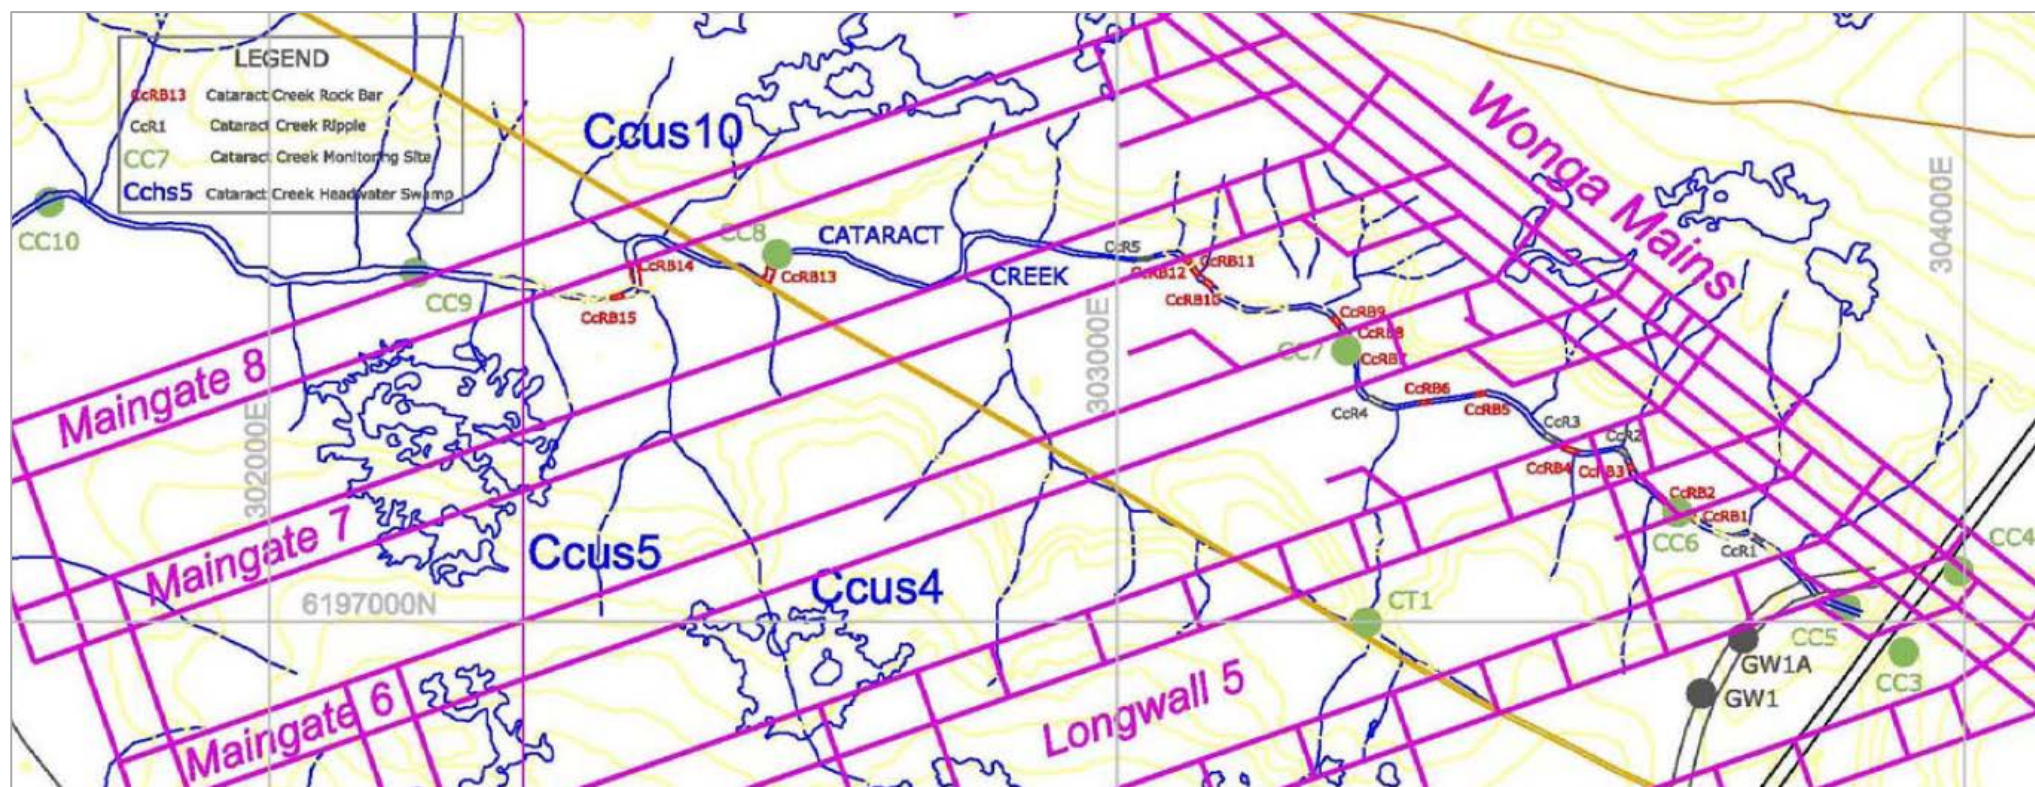 LEGEND
CcRB13 Cataract Creek Rock Bar
CcR1 Cataract Creek Ripple
CC7 Cataract Creek Monitoring Site
Cchs5 Cataract Creek Headwater Swamp
Ccus10
Wonga Mains
304000E
CC10
CC9
CC8
CATARACT
CREEK
CcRB14
CcRB13
CcRB15
CcR5
CcRB12
CcRB11
CcRB10
303000E
CcRB9
CcRB8
CC7
CcRB7
CcRB6
CcRB5
CcR4
CcR3
CcR2
CcRB4
CcRB3
CcRB2
CcRB1
CC6
CcR1
CC4
Maingate 8
302000E
Maingate 7
Ccus5
Ccus4
6197000N
CT1
CC5
GW1A
GW1
CC3
Maingate 6
Longwall 5